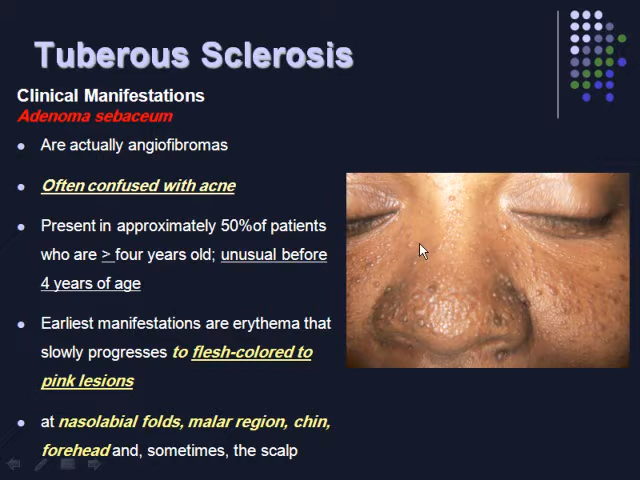 Tuberous Sclerosis
Clinical Manifestations
Adenoma sebaceum
Are actually angiofibromas
Often confused with acne
Present in approximately 50%of patients
who are > four years old; unusual before
4 years of age
Earliest manifestations are erythema that
slowly progresses to flesh-colored to
pink lesions
at nasolabial folds, malar region, chin,
forehead and, sometimes, the scalp